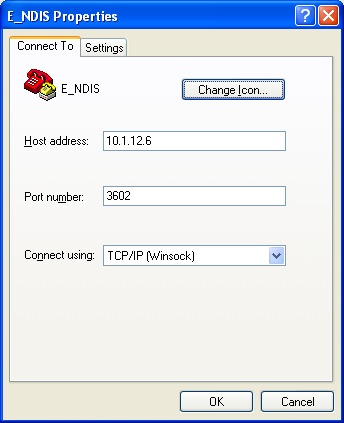 E_NDIS Properties
Connect To Settings
E_NDIS
Change Icon...
Host address: 10.1.12.6
Port number: 3602
Connect using: TCP/IP (Winsock)
OK Cancel